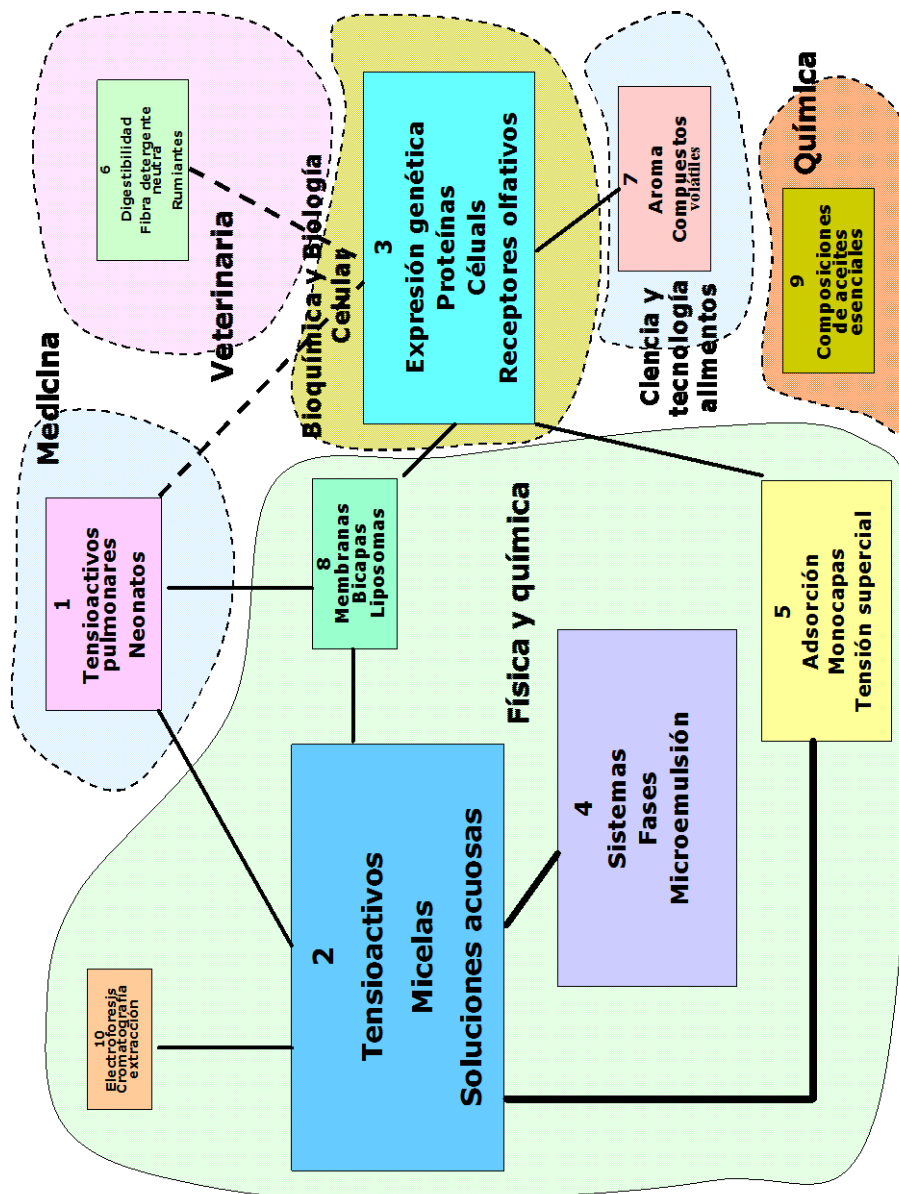 Medicina
1
Tensioactivos
pulmonares
Neonatos
10
Electroforesis
Cromatografía
extracción
6
Digestibilidad
Fibra detergente
neutra
Rumiantes
Veterinaria
2
Tensioactivos
Micelas
Soluciones acuosas
8
Membranas
Bicapas
Liposomas
Bioquímica y Biología
Celular
3
Expresión genética
Proteínas
Céluals
Receptores olfativos
Física y química
4
Sistemas
Fases
Microemulsión
7
Aroma
Compuestos
volátiles
Ciencia y
tecnología
alimentos
5
Adsorción
Monocapas
Tensión supercial
Química
9
Composiciones
de aceites
esenciales